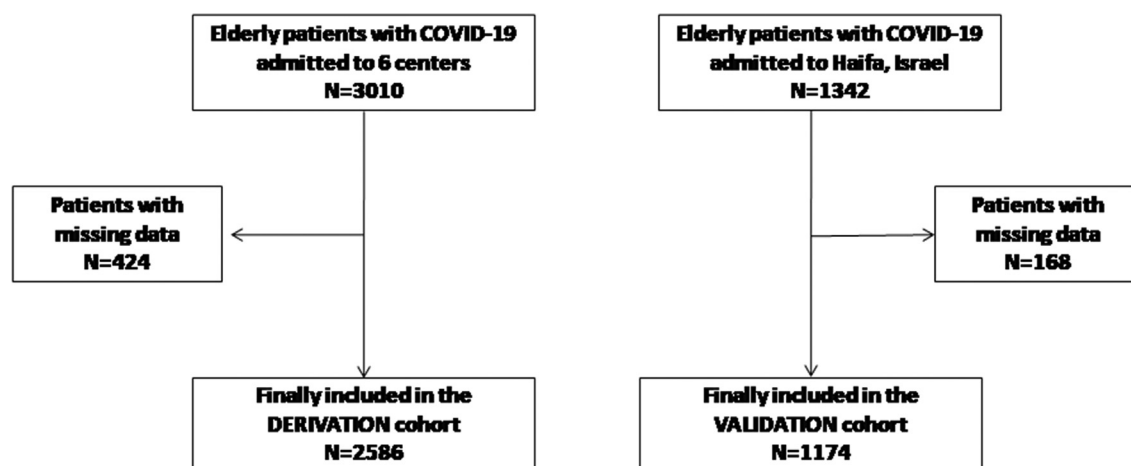 Elderly patients with COVID-19
admitted to 6 centers
N=3010
Elderly patients with COVID-19
admitted to Haifa, Israel
N=1342
Patients with
missing data
N=424
Patients with
missing data
N=168
Finally included in the
DERIVATION cohort
N=2586
Finally included in the
VALIDATION cohort
N=1174